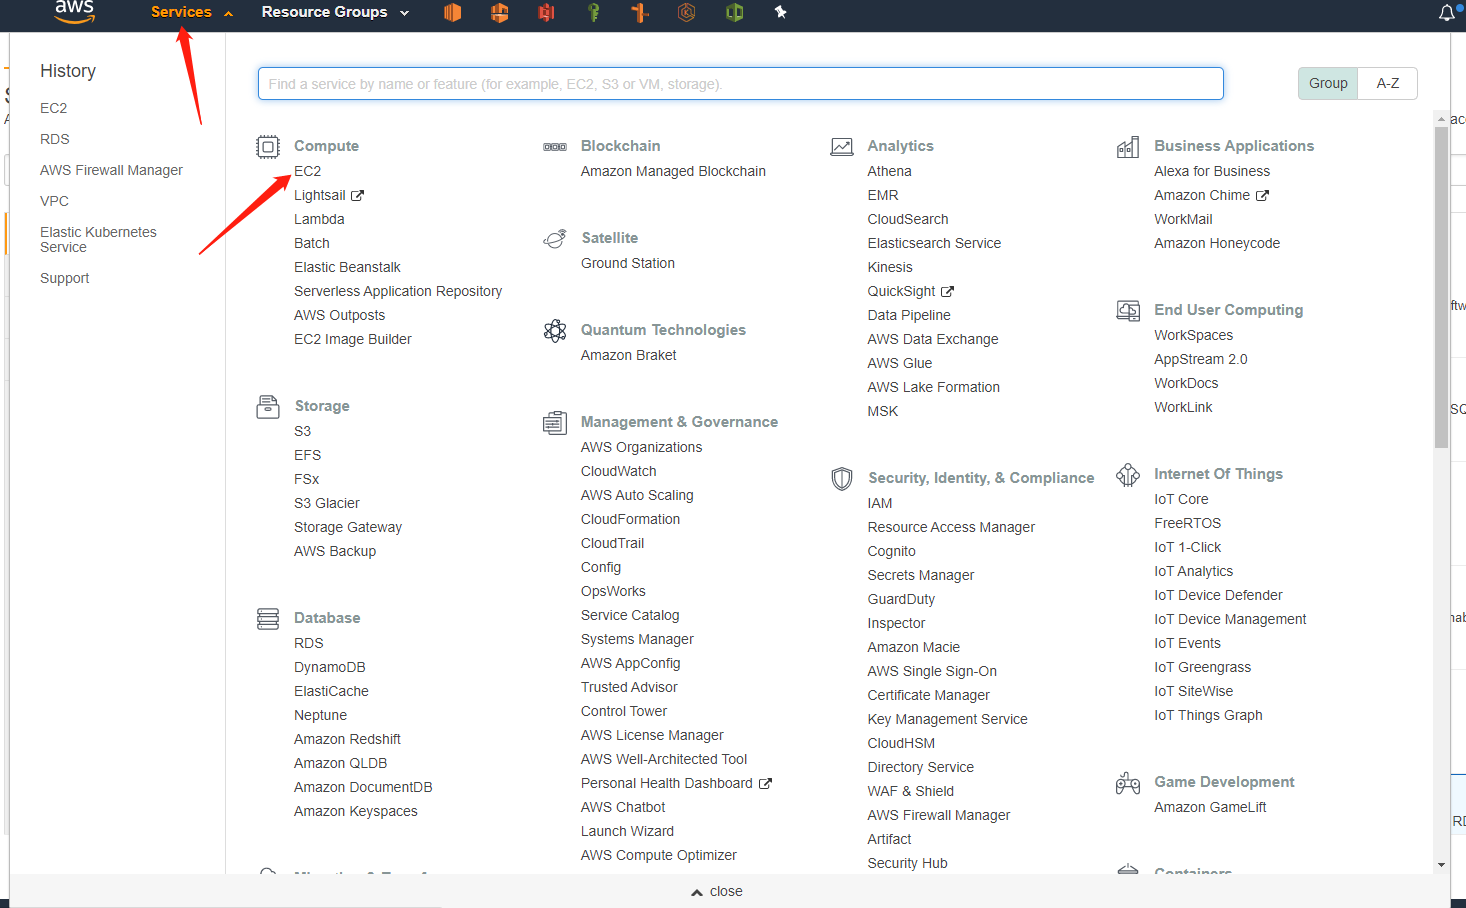 aws
Services
Resource Groups
History
EC2
RDS
AWS Firewall Manager
VPC
Elastic Kubernetes
Service
Support
Find a service by name or feature (for example, EC2, S3 or VM, storage).
Group
A-Z
Compute
EC2
Lightsail
Lambda
Batch
Elastic Beanstalk
Serverless Application Repository
AWS Outposts
EC2 Image Builder
Storage
S3
EFS
FSx
S3 Glacier
Storage Gateway
AWS Backup
Database
RDS
DynamoDB
ElastiCache
Neptune
Amazon Redshift
Amazon QLDB
Amazon DocumentDB
Amazon Keyspaces
Blockchain
Amazon Managed Blockchain
Satellite
Ground Station
Quantum Technologies
Amazon Braket
Management & Governance
AWS Organizations
CloudWatch
AWS Auto Scaling
CloudFormation
CloudTrail
Config
OpsWorks
Service Catalog
Systems Manager
AWS AppConfig
Trusted Advisor
Control Tower
AWS License Manager
AWS Well-Architected Tool
Personal Health Dashboard
AWS Chatbot
Launch Wizard
AWS Compute Optimizer
Analytics
Athena
EMR
CloudSearch
Elasticsearch Service
Kinesis
QuickSight
Data Pipeline
AWS Data Exchange
AWS Glue
AWS Lake Formation
MSK
Security, Identity, & Compliance
IAM
Resource Access Manager
Cognito
Secrets Manager
GuardDuty
Inspector
Amazon Macie
AWS Single Sign-On
Certificate Manager
Key Management Service
CloudHSM
Directory Service
WAF & Shield
AWS Firewall Manager
Artifact
Security Hub
Business Applications
Alexa for Business
Amazon Chime
WorkMail
Amazon Honeycode
End User Computing
WorkSpaces
AppStream 2.0
WorkDocs
WorkLink
Internet Of Things
IoT Core
FreeRTOS
IoT 1-Click
IoT Analytics
IoT Device Defender
IoT Device Management
IoT Events
IoT Greengrass
IoT SiteWise
IoT Things Graph
Game Development
Amazon GameLift
Containers
close